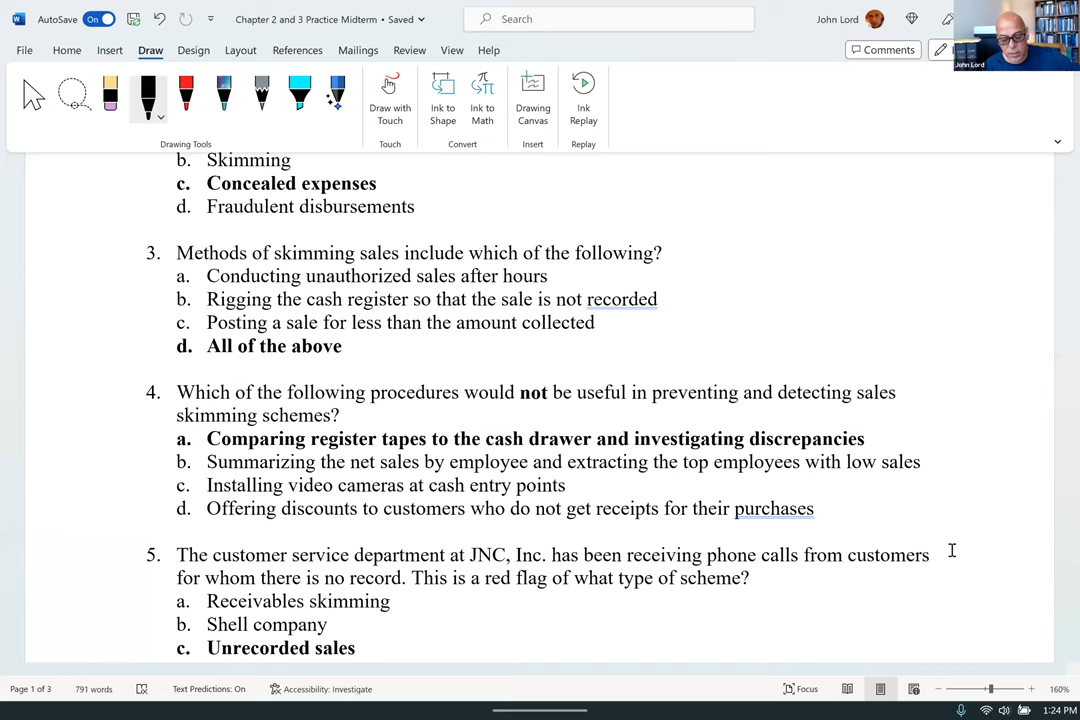 AutoSave On Chapter 2 and 3 Practice Midterm • Saved Search John Lord
File Home Insert Draw Design Layout References Mailings Review View Help Comments
John Lord
Draw with Touch
Ink to Shape
Ink to Math
Drawing Canvas
Ink Replay
Drawing Tools Touch Convert Insert Replay
b. Skimming
c. Concealed expenses
d. Fraudulent disbursements
3. Methods of skimming sales include which of the following?
a. Conducting unauthorized sales after hours
b. Rigging the cash register so that the sale is not recorded
c. Posting a sale for less than the amount collected
d. All of the above
4. Which of the following procedures would not be useful in preventing and detecting sales
skimming schemes?
a. Comparing register tapes to the cash drawer and investigating discrepancies
b. Summarizing the net sales by employee and extracting the top employees with low sales
c. Installing video cameras at cash entry points
d. Offering discounts to customers who do not get receipts for their purchases
5. The customer service department at JNC, Inc. has been receiving phone calls from customers
for whom there is no record. This is a red flag of what type of scheme?
a. Receivables skimming
b. Shell company
c. Unrecorded sales
Page 1 of 3 791 words Text Predictions: On Accessibility: Investigate Focus 160%
1:24 PM